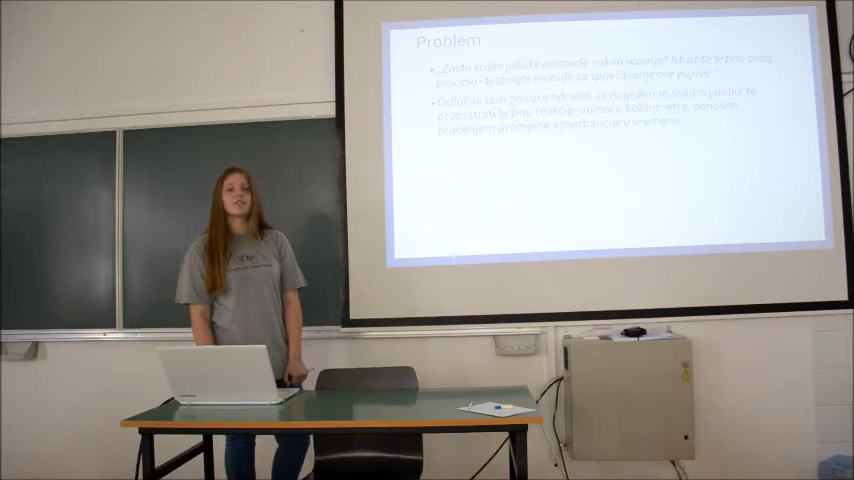 Problem
• „Zašto kriške jabuke posmeđe nakon rezanja? Istražite brzinu ovog
procesa i testirajte metode za sprječavanje ove pojave.“
• Odlučila sam pokuse odraditi sa iscijeđenim sokom jabuke te
promatrati brzinu reakcije pomoću kolorimetra, odnosno
praćenjem promjene apsorbancije u vremenu